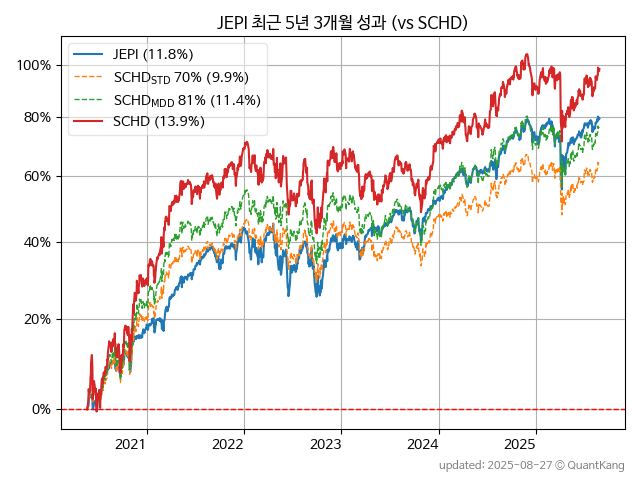 JEPI 최근 5년 3개월 성과 (vs SCHD)
JEPI (11.8%)
SCHD_STD 70% (9.9%)
SCHD_MDD 81% (11.4%)
SCHD (13.9%)
100%
80%
60%
40%
20%
0%
2021 2022 2023 2024 2025
updated: 2025-08-27 © QuantKang